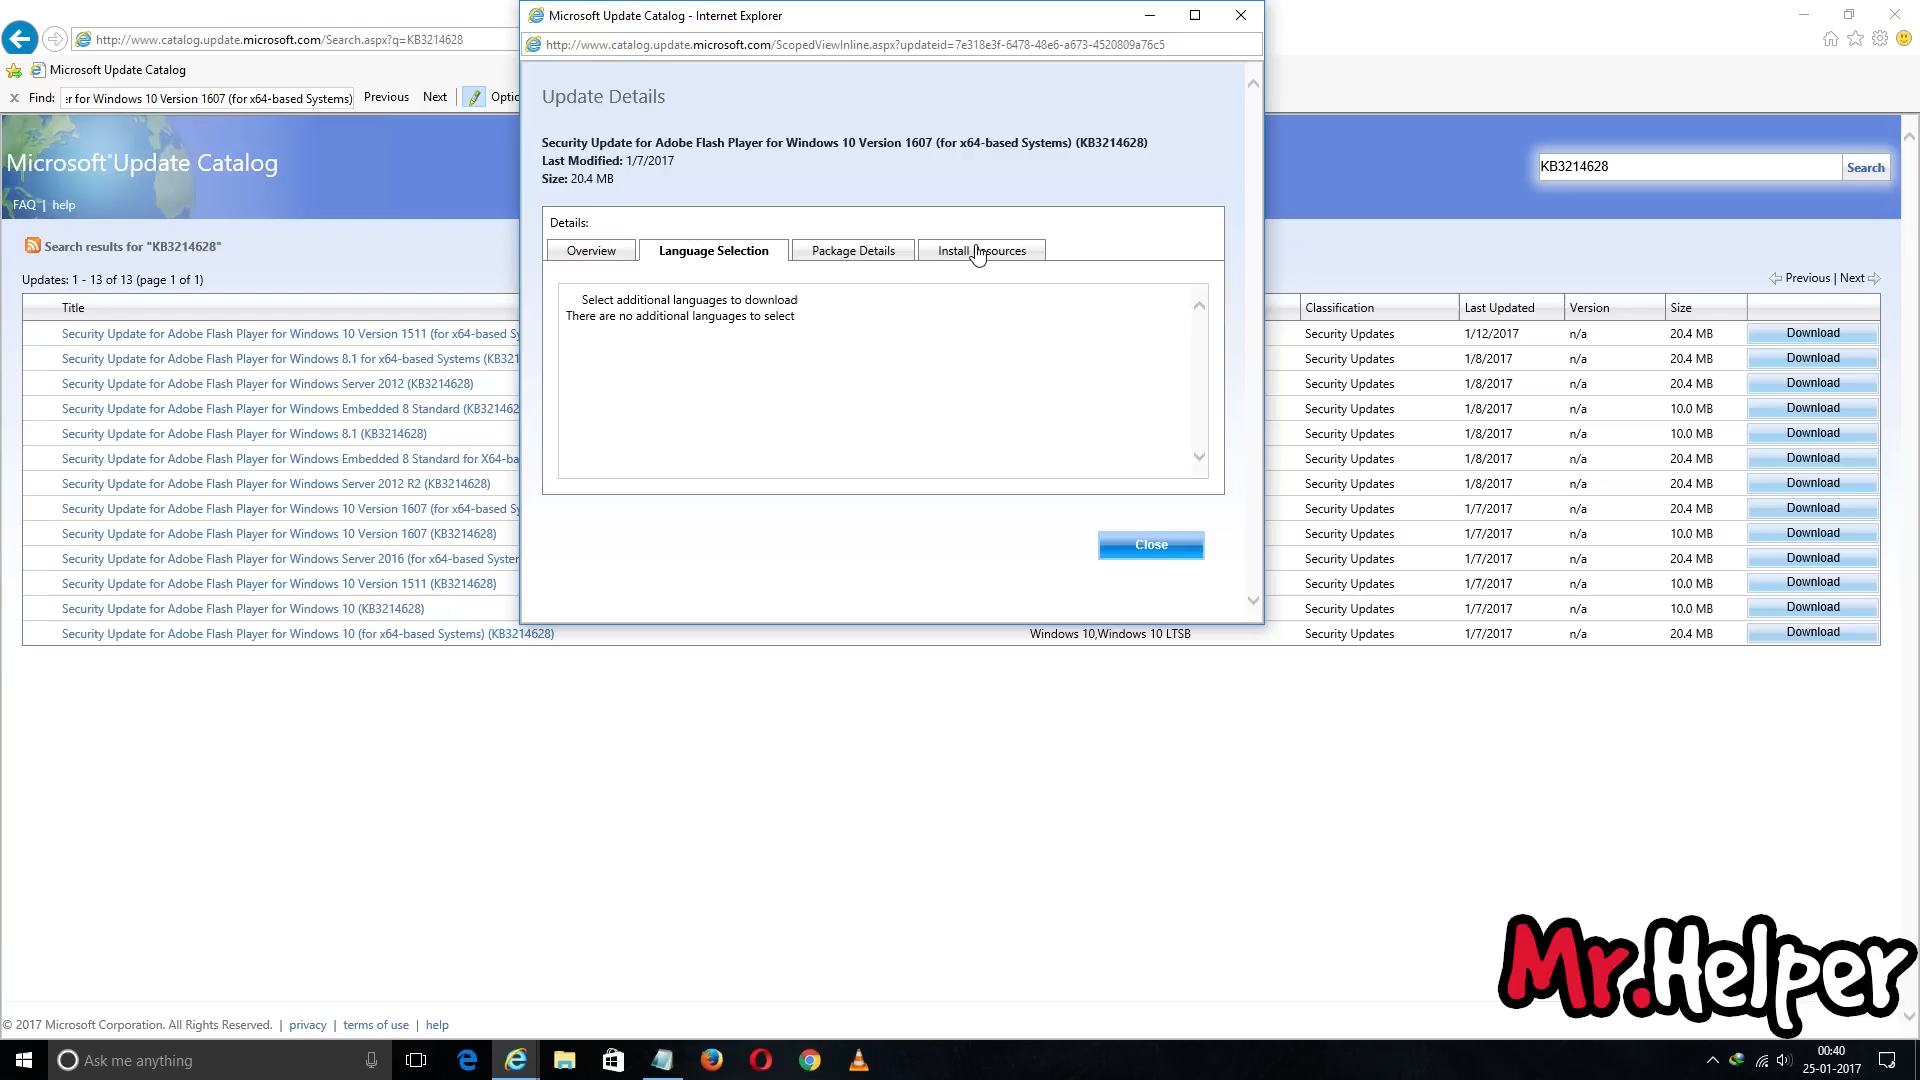 Microsoft Update Catalog - Internet Explorer
http://www.catalog.update.microsoft.com/Search.aspx?q=KB3214628
http://www.catalog.update.microsoft.com/ScopedViewInline.aspx?updateid=7e318e3f-6478-48e6-a673-4520809a76c5
Microsoft Update Catalog
Find: r for Windows 10 Version 1607 (for x64-based Systems) Previous Next Optio
Update Details
Security Update for Adobe Flash Player for Windows 10 Version 1607 (for x64-based Systems) (KB3214628)
Last Modified: 1/7/2017
Size: 20.4 MB
Microsoft Update Catalog
FAQ | help
KB3214628 Search
Details:
Overview Language Selection Package Details Install Resources
Select additional languages to download
There are no additional languages to select
Close
Search results for "KB3214628"
Updates: 1 - 13 of 13 (page 1 of 1) Previous | Next
Title Classification Last Updated Version Size
Security Update for Adobe Flash Player for Windows 10 Version 1511 (for x64-based Sy Security Updates 1/12/2017 n/a 20.4 MB Download
Security Update for Adobe Flash Player for Windows 8.1 for x64-based Systems (KB321 Security Updates 1/8/2017 n/a 20.4 MB Download
Security Update for Adobe Flash Player for Windows Server 2012 (KB3214628) Security Updates 1/8/2017 n/a 20.4 MB Download
Security Update for Adobe Flash Player for Windows Embedded 8 Standard (KB321462 Security Updates 1/8/2017 n/a 10.0 MB Download
Security Update for Adobe Flash Player for Windows 8.1 (KB3214628) Security Updates 1/8/2017 n/a 10.0 MB Download
Security Update for Adobe Flash Player for Windows Embedded 8 Standard for X64-ba Security Updates 1/8/2017 n/a 20.4 MB Download
Security Update for Adobe Flash Player for Windows Server 2012 R2 (KB3214628) Security Updates 1/8/2017 n/a 20.4 MB Download
Security Update for Adobe Flash Player for Windows 10 Version 1607 (for x64-based Sy Security Updates 1/7/2017 n/a 20.4 MB Download
Security Update for Adobe Flash Player for Windows 10 Version 1607 (KB3214628) Security Updates 1/7/2017 n/a 10.0 MB Download
Security Update for Adobe Flash Player for Windows Server 2016 (for x64-based System Security Updates 1/7/2017 n/a 20.4 MB Download
Security Update for Adobe Flash Player for Windows 10 Version 1511 (KB3214628) Security Updates 1/7/2017 n/a 10.0 MB Download
Security Update for Adobe Flash Player for Windows 10 (KB3214628) Security Updates 1/7/2017 n/a 10.0 MB Download
Security Update for Adobe Flash Player for Windows 10 (for x64-based Systems) (KB3214628) Windows 10,Windows 10 LTSB Security Updates 1/7/2017 n/a 20.4 MB Download
Mr.Helper
© 2017 Microsoft Corporation. All Rights Reserved. | privacy | terms of use | help
Ask me anything
00:40
25-01-2017